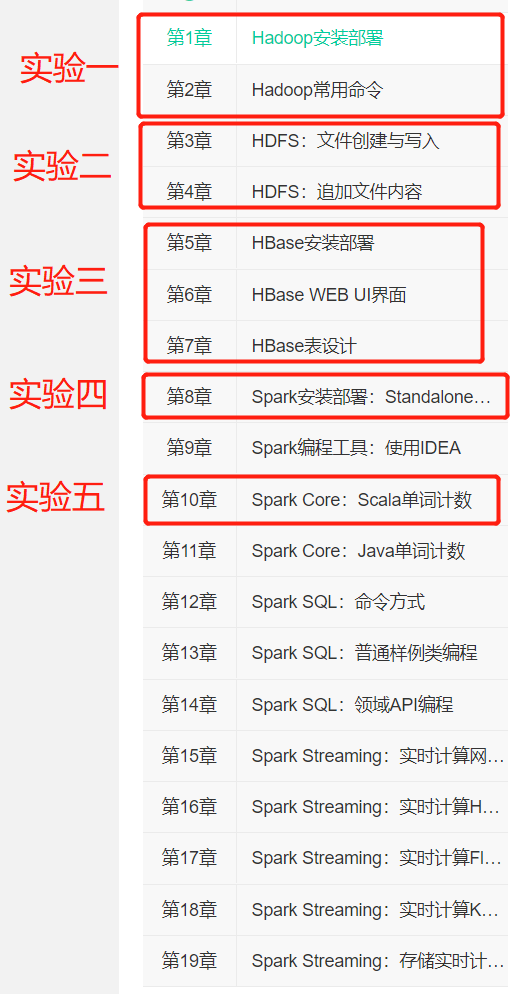 第1章 Hadoop安装部署
实验一
第2章 Hadoop常用命令
第3章 HDFS：文件创建与写入
实验二
第4章 HDFS：追加文件内容
第5章 HBase安装部署
实验三
第6章 HBase WEB UI界面
第7章 HBase表设计
实验四
第8章 Spark安装部署：Standalone…
第9章 Spark编程工具：使用IDEA
实验五
第10章 Spark Core：Scala单词计数
第11章 Spark Core：Java单词计数
第12章 Spark SQL：命令方式
第13章 Spark SQL：普通样例类编程
第14章 Spark SQL：领域API编程
第15章 Spark Streaming：实时计算网…
第16章 Spark Streaming：实时计算H…
第17章 Spark Streaming：实时计算Fl…
第18章 Spark Streaming：实时计算K…
第19章 Spark Streaming：存储实时计…